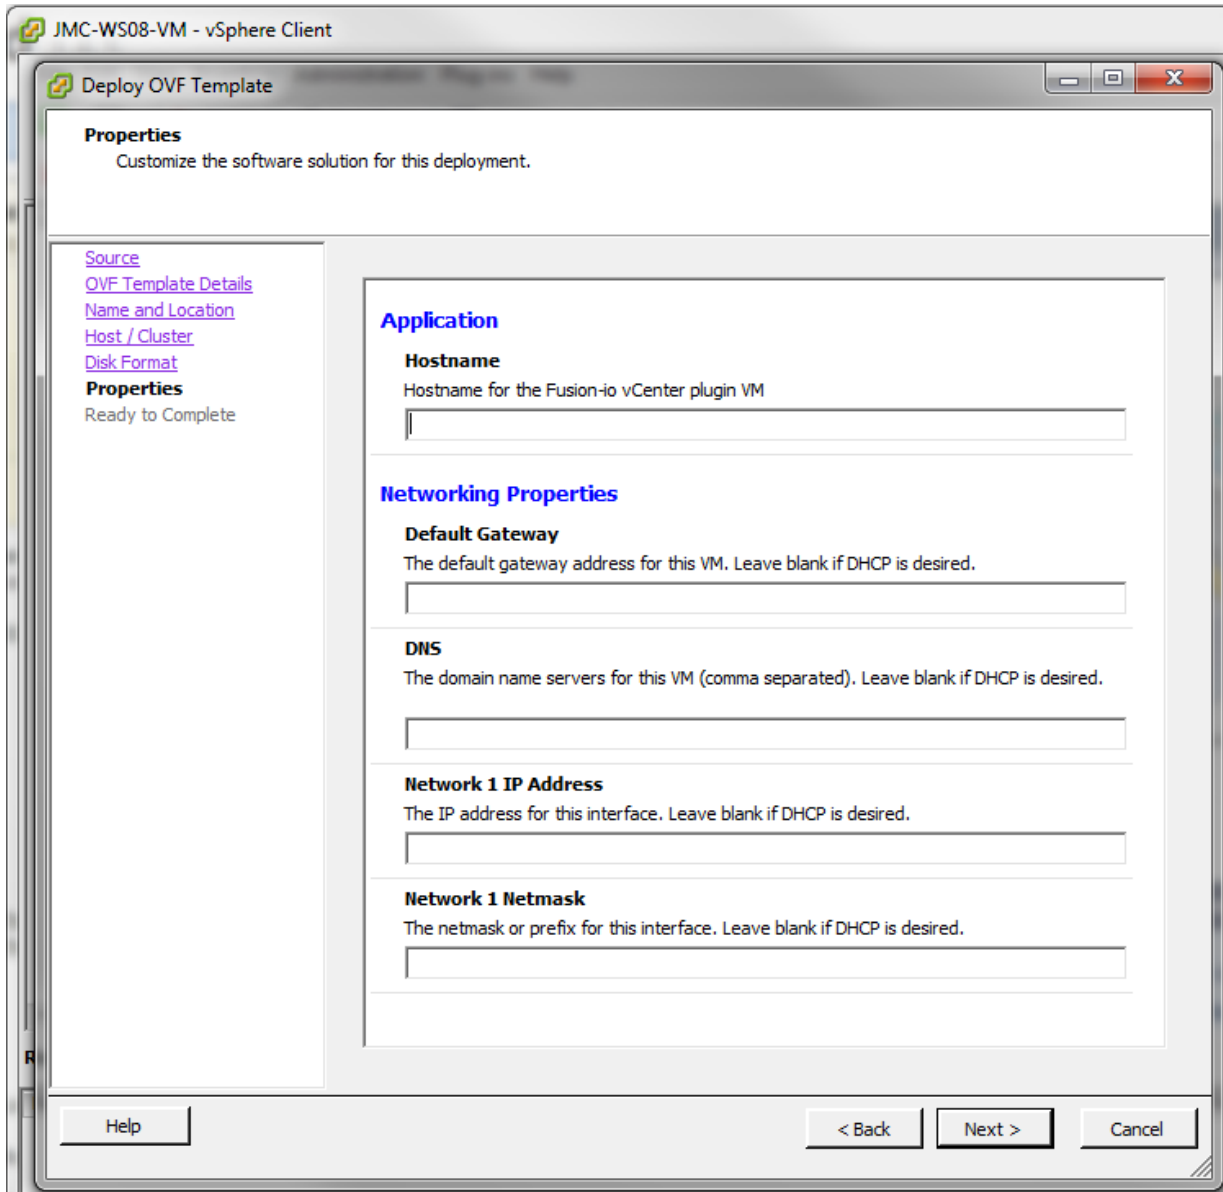 JMC-WS08-VM - vSphere Client
Deploy OVF Template
Properties
Customize the software solution for this deployment.
Source
OVF Template Details
Name and Location
Host / Cluster
Disk Format
Properties
Ready to Complete
Application
Hostname
Hostname for the Fusion-io vCenter plugin VM
Networking Properties
Default Gateway
The default gateway address for this VM. Leave blank if DHCP is desired.
DNS
The domain name servers for this VM (comma separated). Leave blank if DHCP is desired.
Network 1 IP Address
The IP address for this interface. Leave blank if DHCP is desired.
Network 1 Netmask
The netmask or prefix for this interface. Leave blank if DHCP is desired.
R
Help
< Back
Next >
Cancel